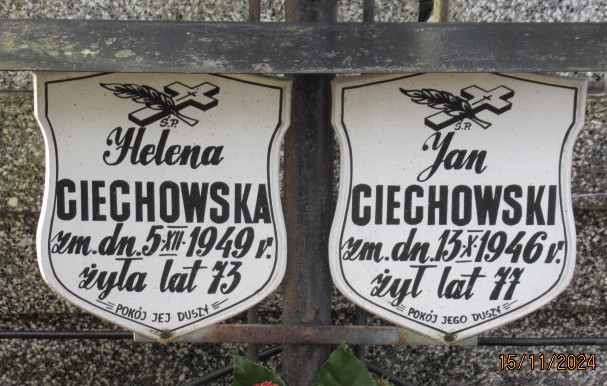 Ś.P.
Helena
CIECHOWSKA
zm. dn. 5 XII 1949 r.
żyła lat 73
POKÓJ JEJ DUSZY
Ś.P.
Jan
CIECHOWSKI
zm. dn. 13 X 1946 r.
żył lat 77
POKÓJ JEGO DUSZY
15/11/2024